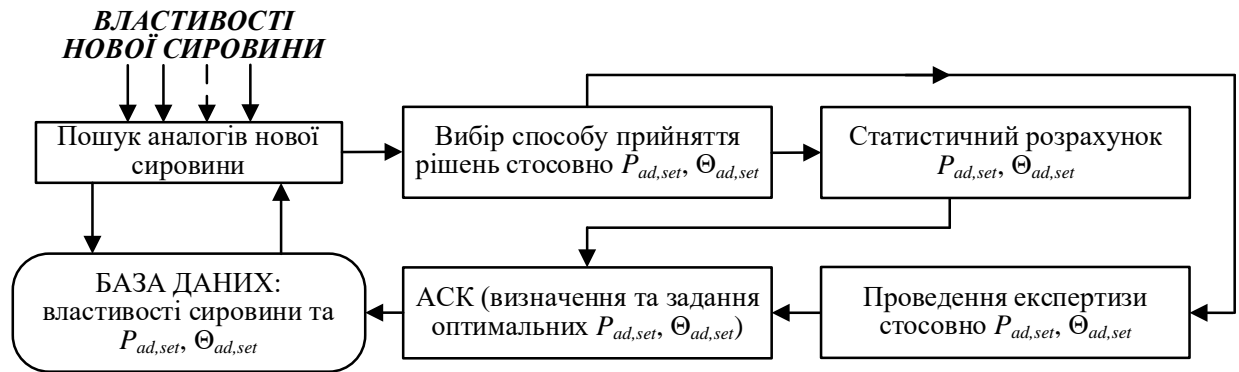 ВЛАСТИВОСТІ
НОВОЇ СИРОВИНИ
Пошук аналогів нової
сировини
Вибір способу прийняття
рішень стосовно P_ad,set, Θ_ad,set
Статистичний розрахунок
P_ad,set, Θ_ad,set
БАЗА ДАНИХ:
властивості сировини та
P_ad,set, Θ_ad,set
АСК (визначення та задання
оптимальних P_ad,set, Θ_ad,set)
Проведення експертизи
стосовно P_ad,set, Θ_ad,set